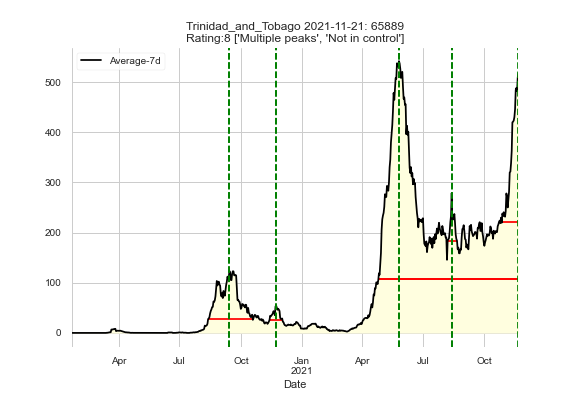 Trinidad_and_Tobago 2021-11-21: 65889
Rating:8 ['Multiple peaks', 'Not in control']
Average-7d
500
400
300
200
100
0
Apr Jul Oct Jan Apr Jul Oct
2021
Date